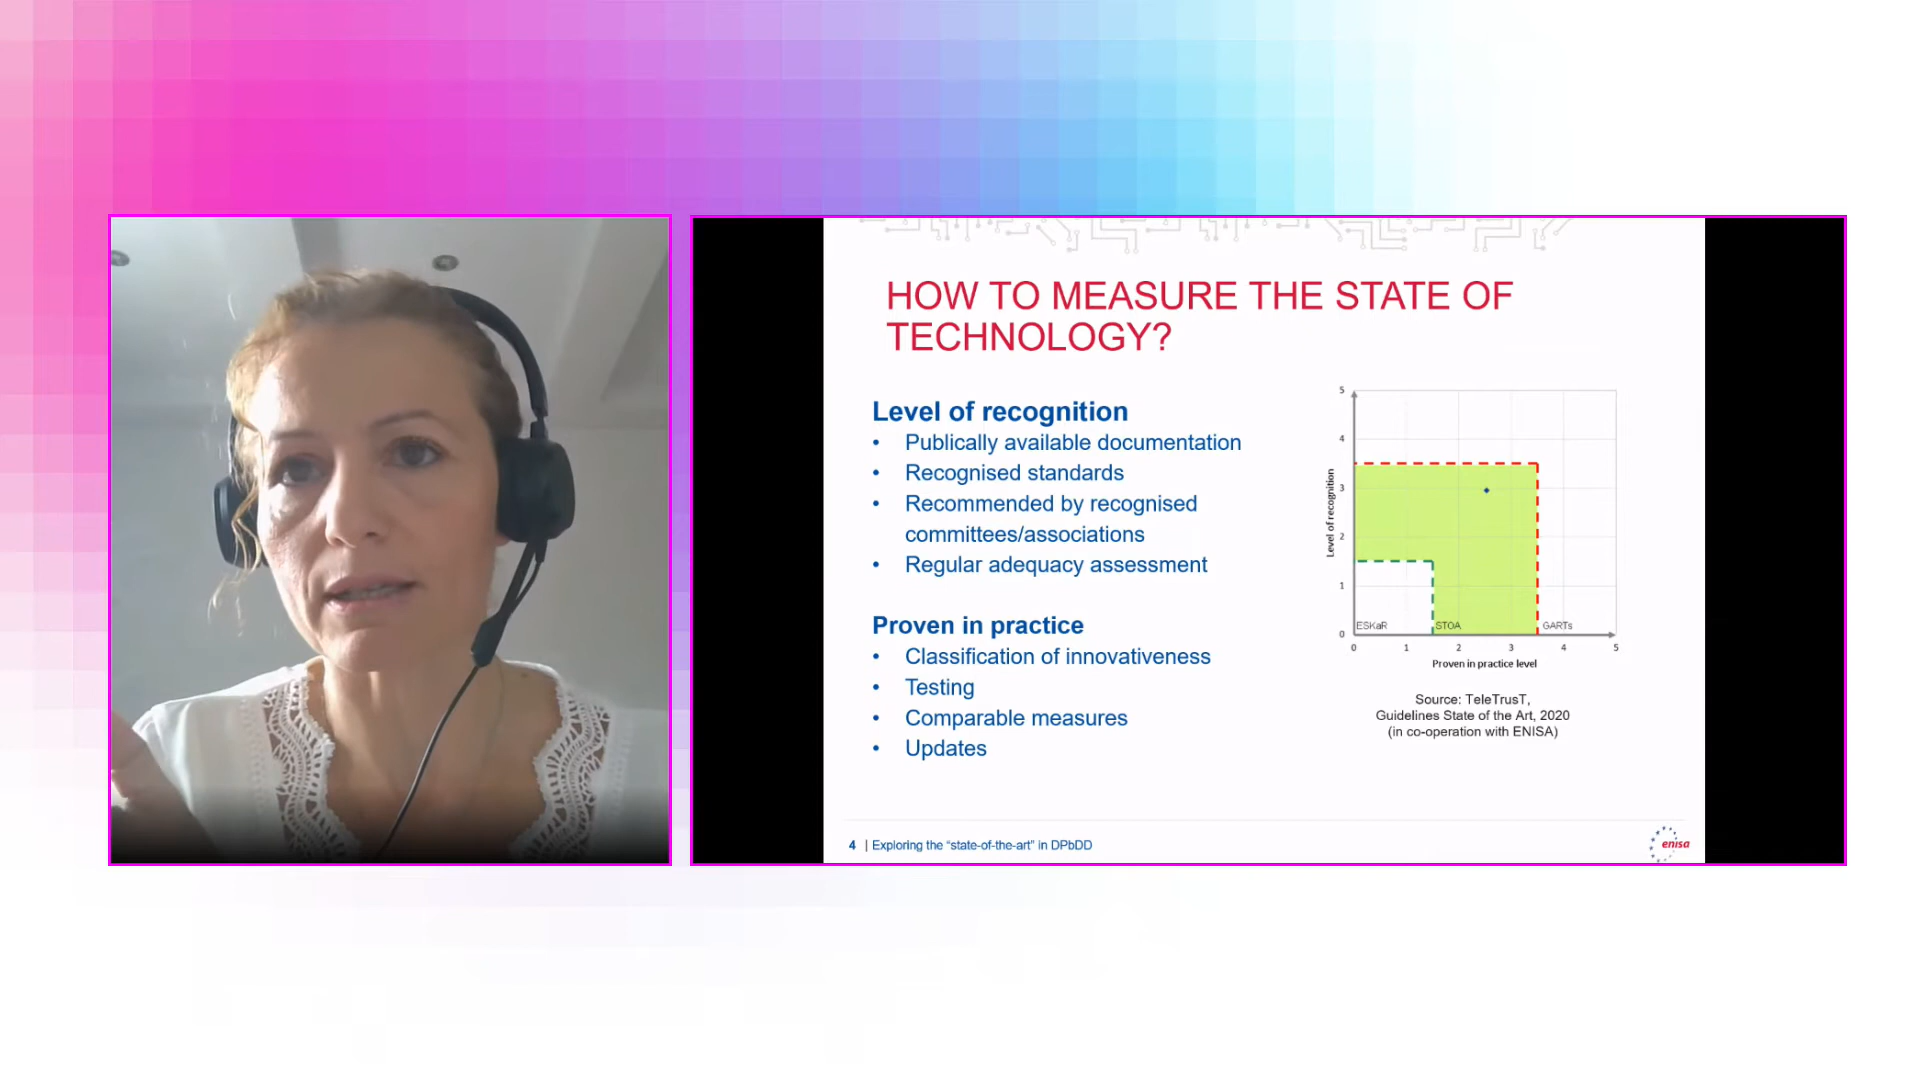 HOW TO MEASURE THE STATE OF
TECHNOLOGY?
Level of recognition
• Publically available documentation
• Recognised standards
• Recommended by recognised
committees/associations
• Regular adequacy assessment
Proven in practice
• Classification of innovativeness
• Testing
• Comparable measures
• Updates
5
4
3
2
1
0
Level of recognition
ESKaR
STOA
GARTs
0 1 2 3 4 5
Proven in practice level
Source: TeleTrusT,
Guidelines State of the Art, 2020
(in co-operation with ENISA)
4 | Exploring the “state-of-the-art” in DPbDD
enisa